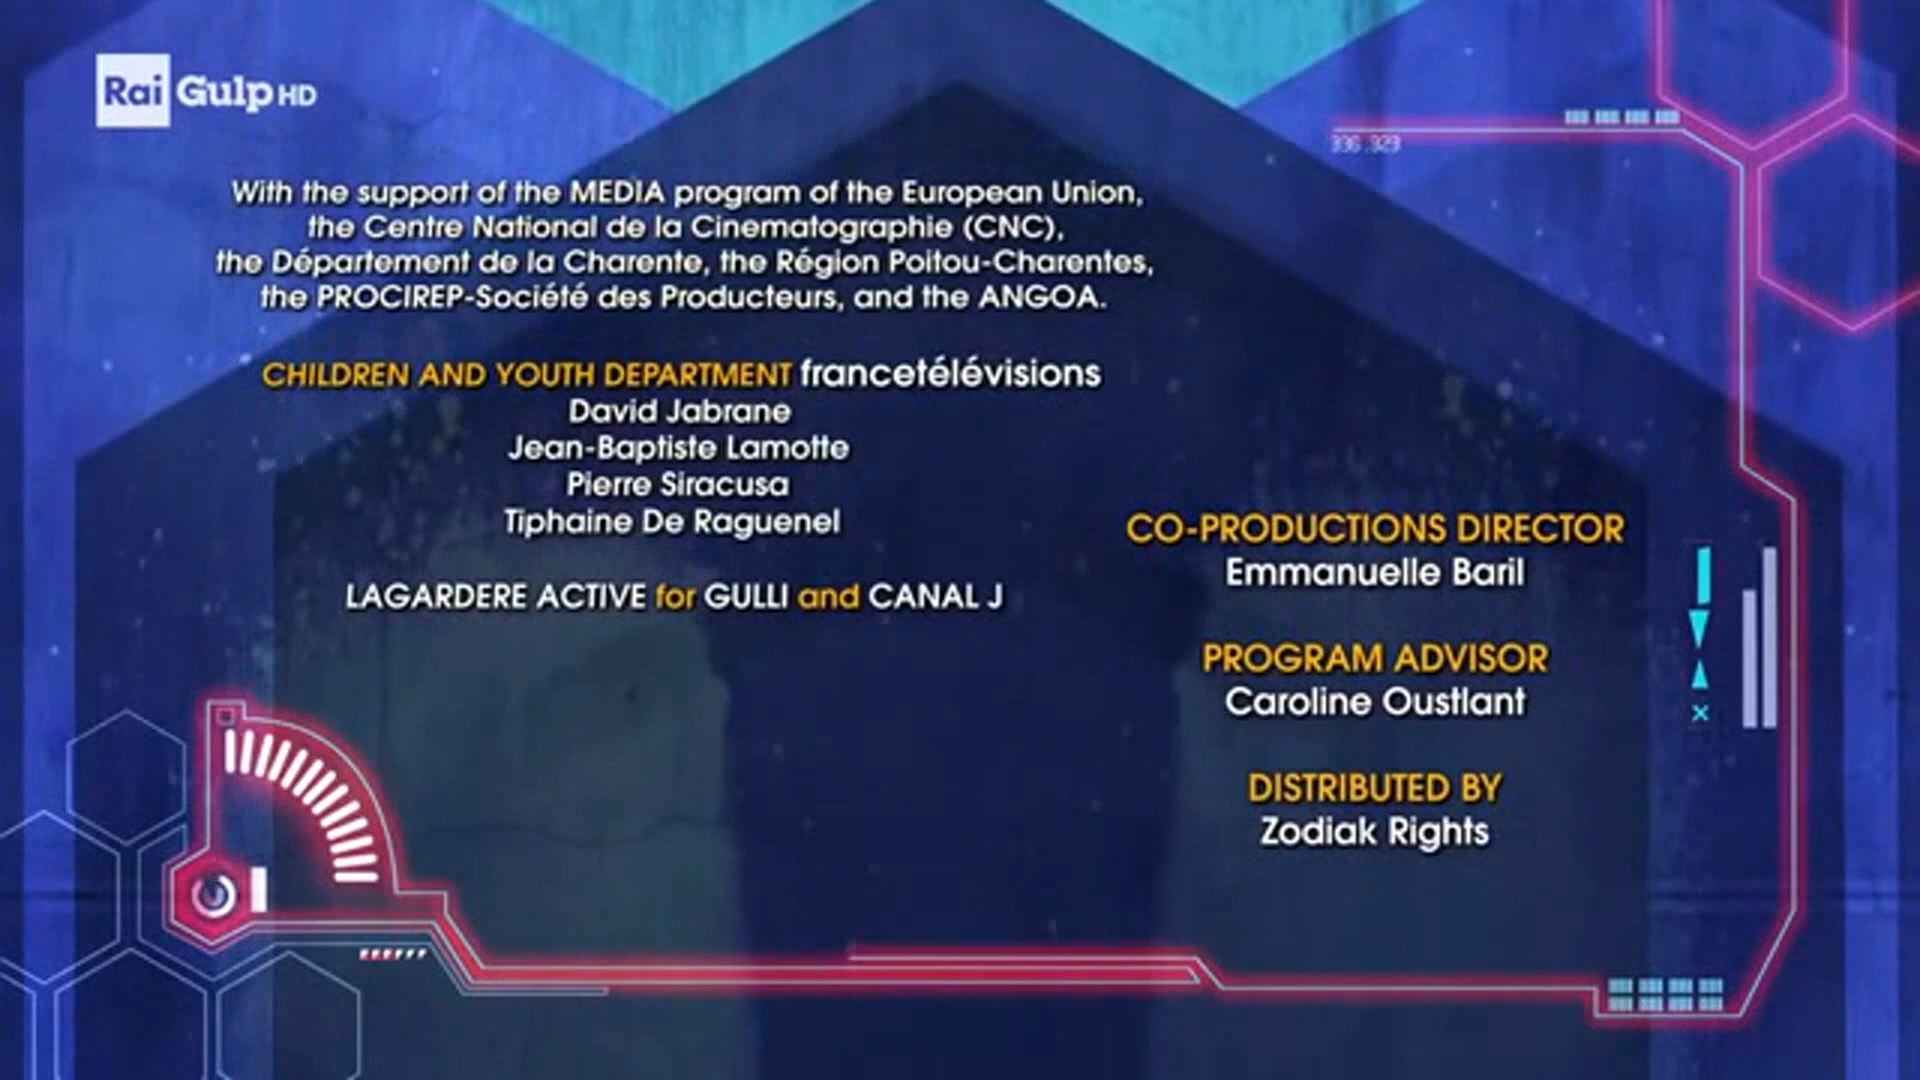 Rai Gulp HD
336.323
With the support of the MEDIA program of the European Union,
the Centre National de la Cinematographie (CNC),
the Département de la Charente, the Région Poitou-Charentes,
the PROCIREP-Société des Producteurs, and the ANGOA.
CHILDREN AND YOUTH DEPARTMENT francetélévisions
David Jabrane
Jean-Baptiste Lamotte
Pierre Siracusa
Tiphaine De Raguenel
LAGARDERE ACTIVE for GULLI and CANAL J
CO-PRODUCTIONS DIRECTOR
Emmanuelle Baril
PROGRAM ADVISOR
Caroline Oustlant
DISTRIBUTED BY
Zodiak Rights